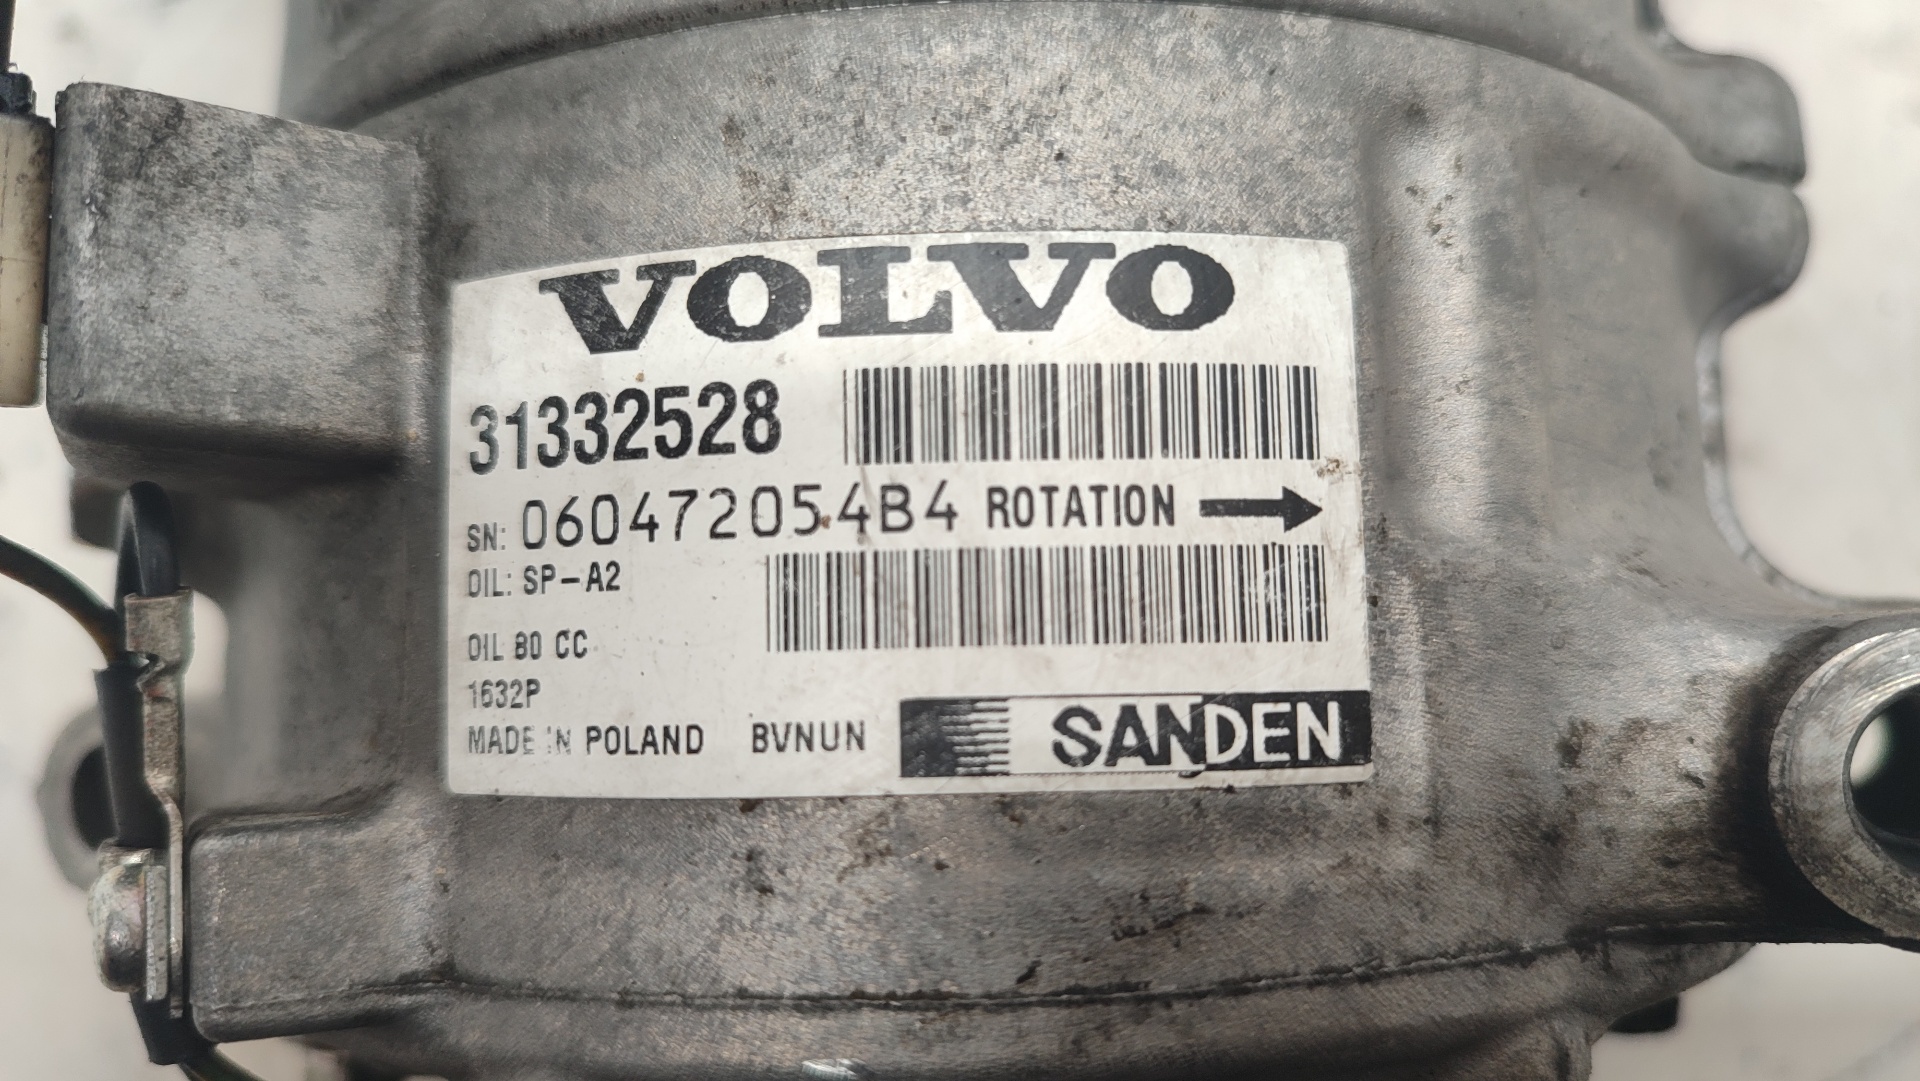 VOLVO
31332528
SN: 060472054B4 ROTATION
OIL: SP-A2
OIL 80 CC
1632P
MADE IN POLAND BVNUN
SANDEN